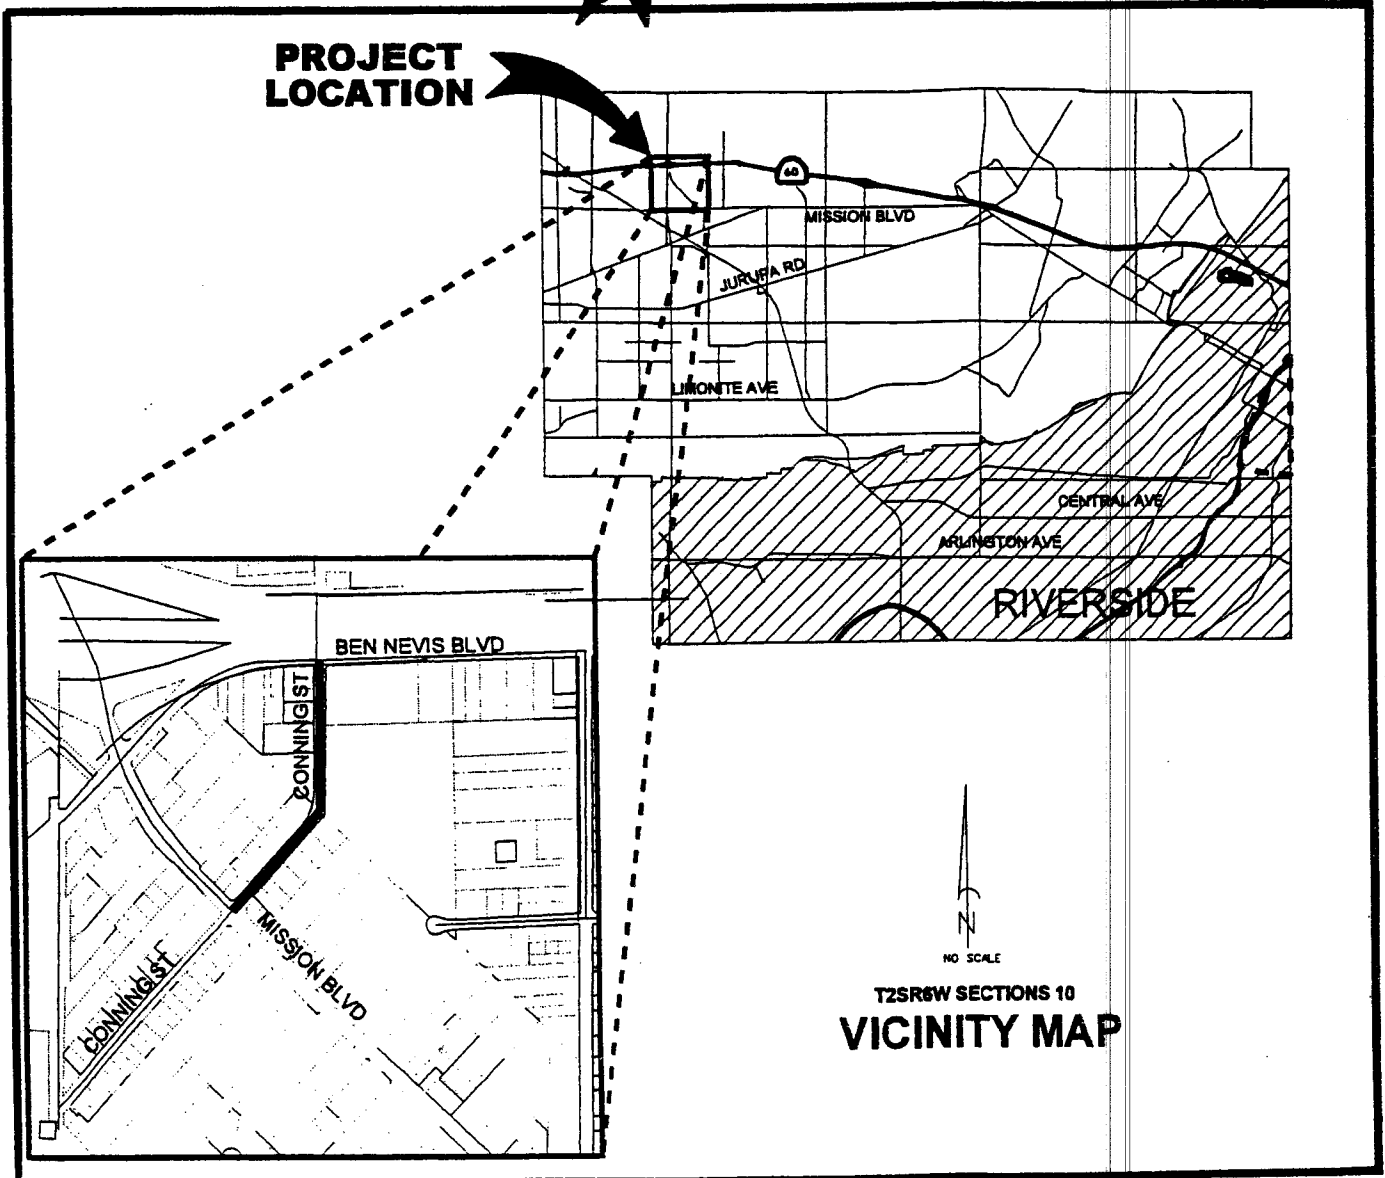 PROJECT
LOCATION
60
MISSION BLVD
JURUPA RD
LIMONITE AVE
CENTRAL AVE
ARLINGTON AVE
RIVERSIDE
BEN NEVIS BLVD
CONNING ST
MISSION BLVD
CONNING ST
N
NO SCALE
T2SR6W SECTIONS 10
VICINITY MAP